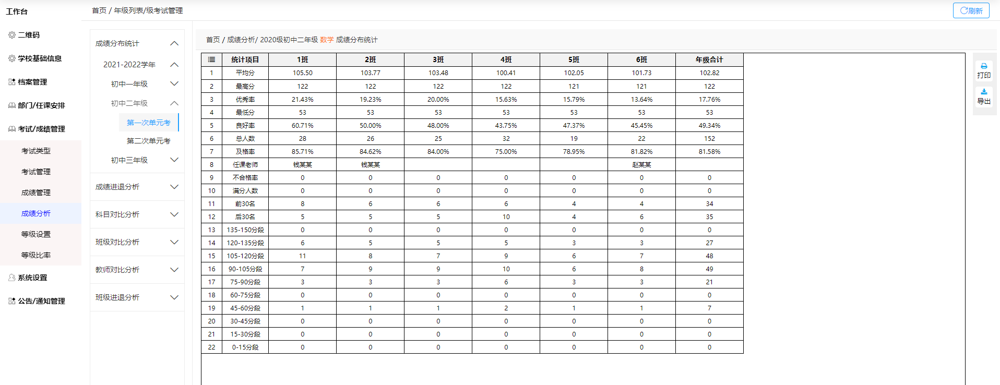 工作台
二维码
学校基础信息
档案管理
部门/任课安排
考试/成绩管理
考试类型
考试管理
成绩管理
成绩分析
等级设置
等级比率
系统设置
公告/通知管理
首页 / 年级列表/级考试管理
刷新
成绩分布统计
2021-2022学年
初中一年级
初中二年级
第一次单元考
第二次单元考
初中三年级
成绩进退分析
科目对比分析
班级对比分析
教师对比分析
班级进退分析
首页 / 成绩分析/ 2020级初中二年级 数学 成绩分布统计
统计项目 1班 2班 3班 4班 5班 6班 年级合计
1 平均分 105.50 103.77 103.48 100.41 102.05 101.73 102.82
2 最高分 122 122 122 122 121 121 122
3 优秀率 21.43% 19.23% 20.00% 15.63% 15.79% 13.64% 17.76%
4 最低分 53 53 53 53 53 53 53
5 良好率 60.71% 50.00% 48.00% 43.75% 47.37% 45.45% 49.34%
6 总人数 28 26 25 32 19 22 152
7 及格率 85.71% 84.62% 84.00% 75.00% 78.95% 81.82% 81.58%
8 任课老师 钱某某 钱某某 赵某某
9 不合格率 0 0 0 0 0 0 0
10 满分人数 0 0 0 0 0 0 0
11 前30名 8 6 6 6 4 4 34
12 后30名 5 5 5 10 4 6 35
13 135-150分段 0 0 0 0 0 0 0
14 120-135分段 6 5 5 5 3 3 27
15 105-120分段 11 8 7 9 6 7 48
16 90-105分段 7 9 9 10 6 8 49
17 75-90分段 3 3 3 6 3 3 21
18 60-75分段 0 0 0 0 0 0 0
19 45-60分段 1 1 1 2 1 1 7
20 30-45分段 0 0 0 0 0 0 0
21 15-30分段 0 0 0 0 0 0 0
22 0-15分段 0 0 0 0 0 0 0
打印
导出